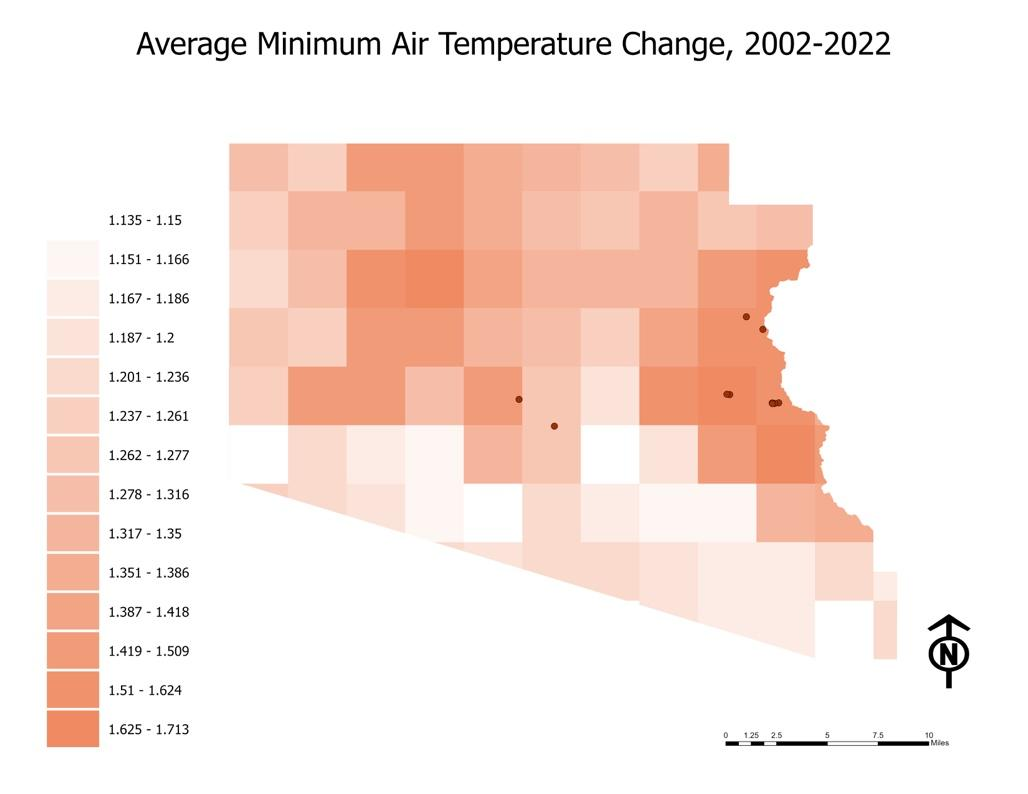 Average Minimum Air Temperature Change, 2002-2022
1.135 - 1.15
1.151 - 1.166
1.167 - 1.186
1.187 - 1.2
1.201 - 1.236
1.237 - 1.261
1.262 - 1.277
1.278 - 1.316
1.317 - 1.35
1.351 - 1.386
1.387 - 1.418
1.419 - 1.509
1.51 - 1.624
1.625 - 1.713
N
0 1.25 2.5 5 7.5 10
Miles